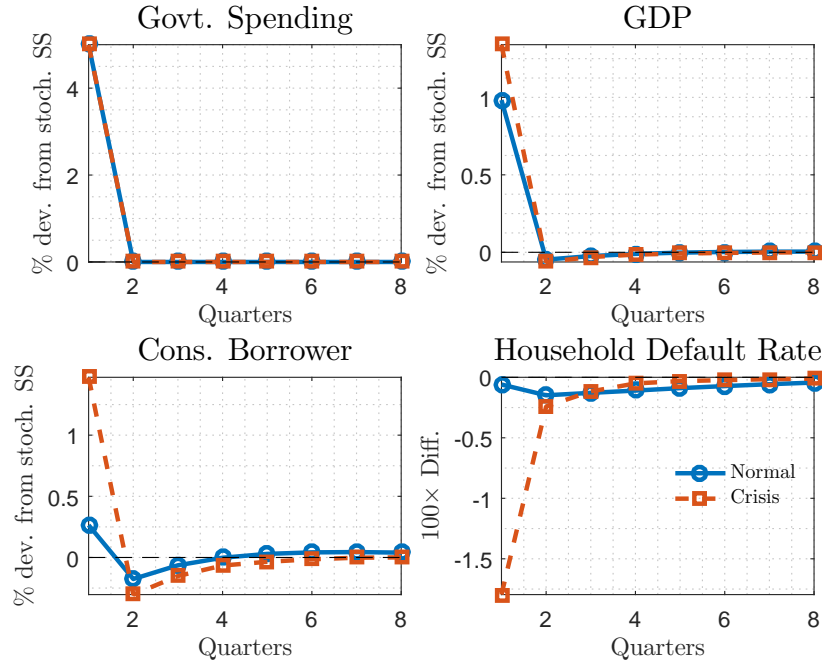 Govt. Spending
% dev. from stoch. SS
4
2
0
2
4
6
8
Quarters
GDP
% dev. from stoch. SS
1
0.5
0
2
4
6
8
Quarters
Cons. Borrower
% dev. from stoch. SS
1
0.5
0
2
4
6
8
Quarters
Household Default Rate
100× Diff.
0
-0.5
-1
-1.5
Normal
Crisis
2
4
6
8
Quarters